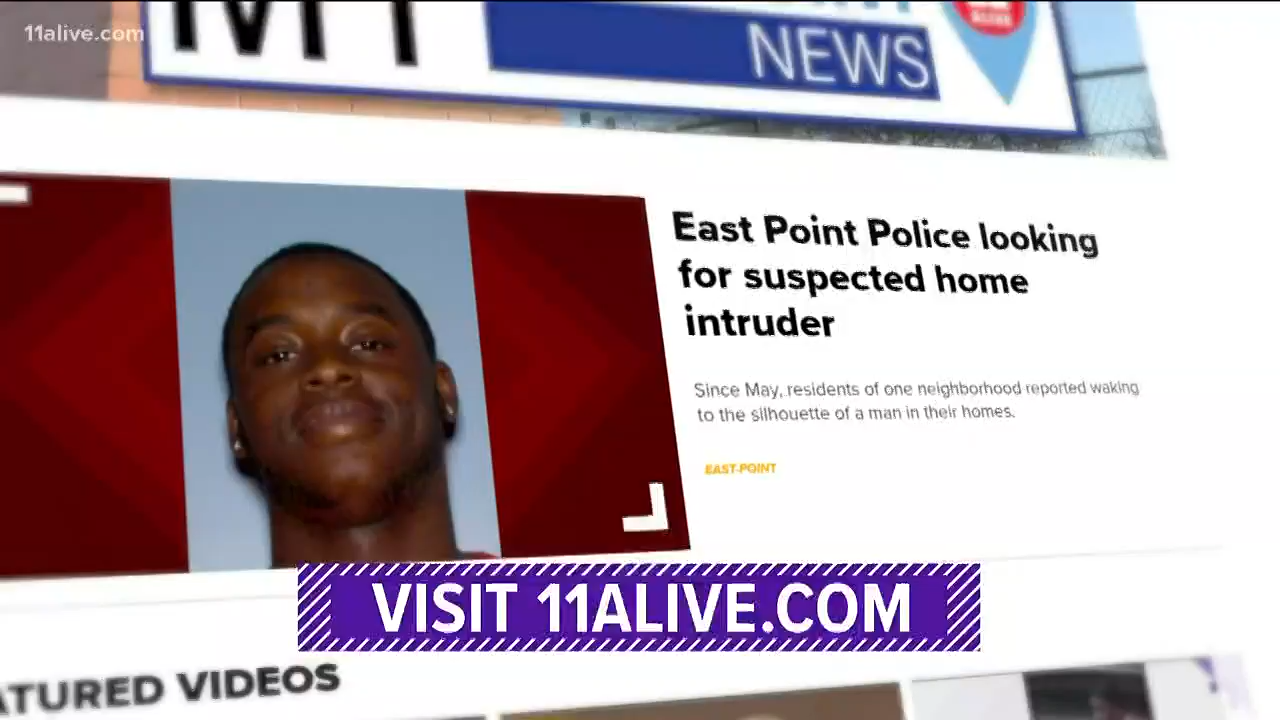 11alive.com
NEWS
East Point Police looking
for suspected home
intruder
Since May, residents of one neighborhood reported waking
to the silhouette of a man in their homes.
EAST-POINT
VISIT 11ALIVE.COM
ATURED VIDEOS